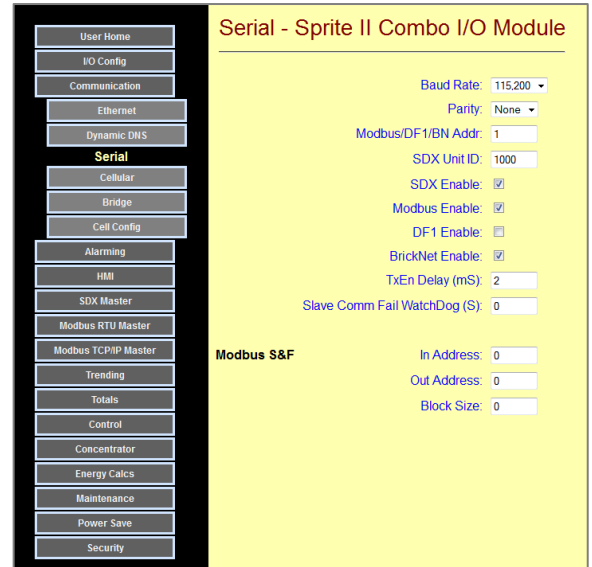 User Home
I/O Config
Communication
Ethernet
Dynamic DNS
Serial
Cellular
Bridge
Cell Config
Alarming
HMI
SDX Master
Modbus RTU Master
Modbus TCP/IP Master
Trending
Totals
Control
Concentrator
Energy Calcs
Maintenance
Power Save
Security
Serial - Sprite II Combo I/O Module
Baud Rate: 115,200
Parity: None
Modbus/DF1/BN Addr: 1
SDX Unit ID: 1000
SDX Enable:
Modbus Enable:
DF1 Enable:
BrickNet Enable:
TxEn Delay (mS): 2
Slave Comm Fail WatchDog (S): 0
Modbus S&F In Address: 0
Out Address: 0
Block Size: 0